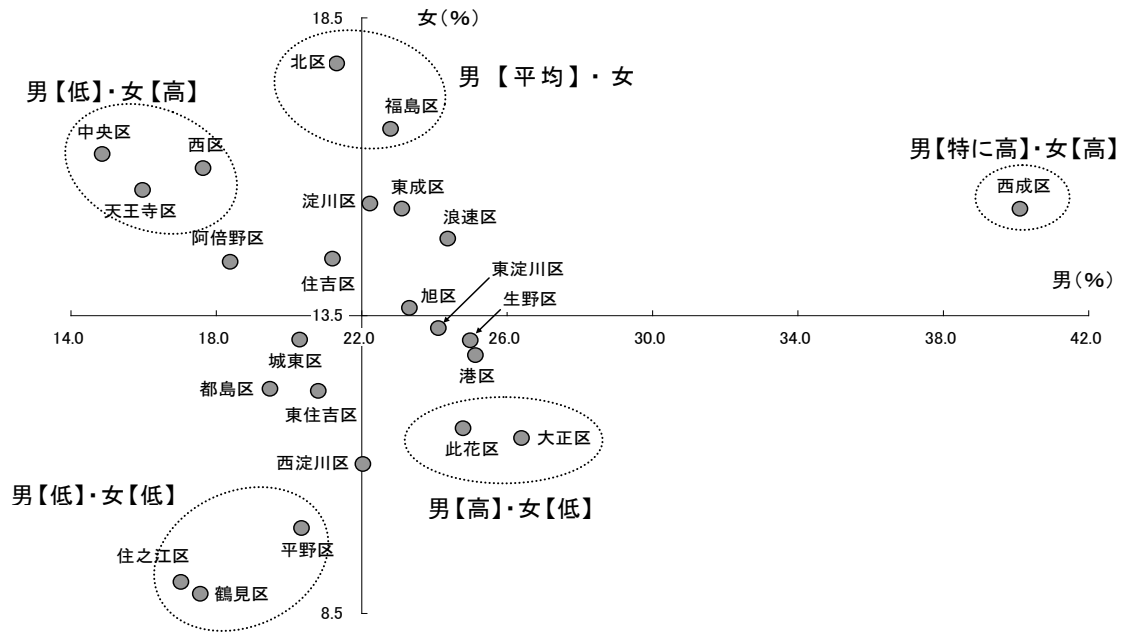 18.5
女(%)
北区
男【平均】・女
福島区
男【低】・女【高】
中央区
西区
天王寺区
男【特に高】・女【高】
西成区
淀川区
東成区
浪速区
阿倍野区
住吉区
東淀川区
男(%)
旭区
生野区
13.5
14.0
18.0
22.0
26.0
30.0
34.0
38.0
42.0
城東区
港区
都島区
東住吉区
此花区
大正区
西淀川区
男【低】・女【低】
男【高】・女【低】
平野区
住之江区
鶴見区
8.5